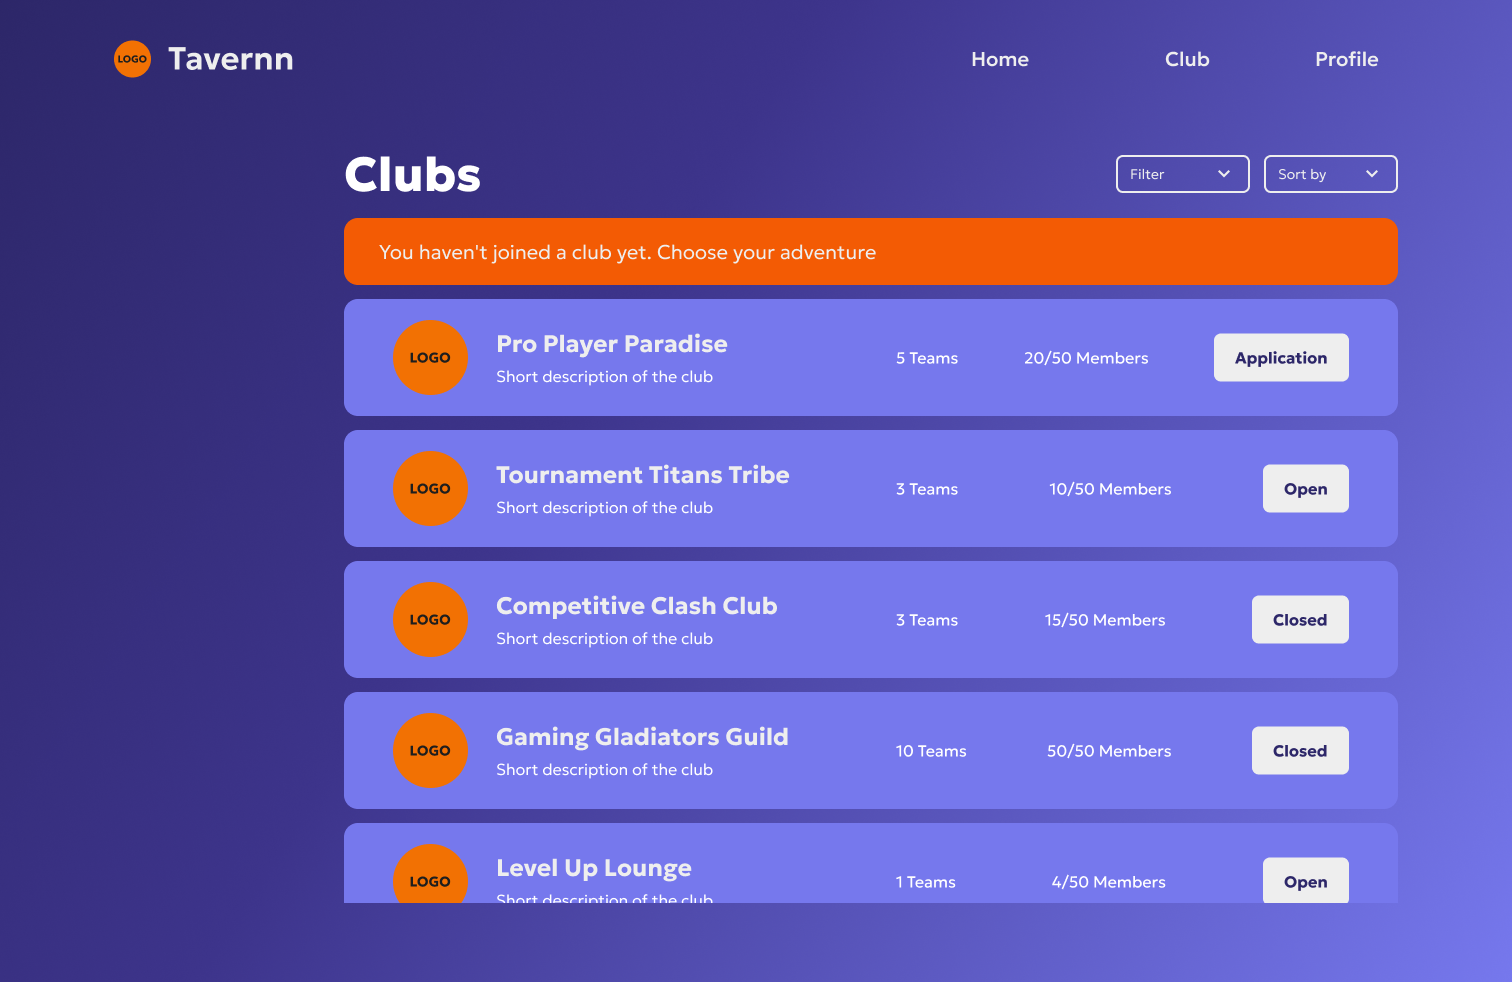 LOGO Tavernn Home Club Profile
Clubs Filter Sort by
You haven't joined a club yet. Choose your adventure
LOGO Pro Player Paradise 5 Teams 20/50 Members Application
Short description of the club
LOGO Tournament Titans Tribe 3 Teams 10/50 Members Open
Short description of the club
LOGO Competitive Clash Club 3 Teams 15/50 Members Closed
Short description of the club
LOGO Gaming Gladiators Guild 10 Teams 50/50 Members Closed
Short description of the club
LOGO Level Up Lounge 1 Teams 4/50 Members Open
Short description of the club